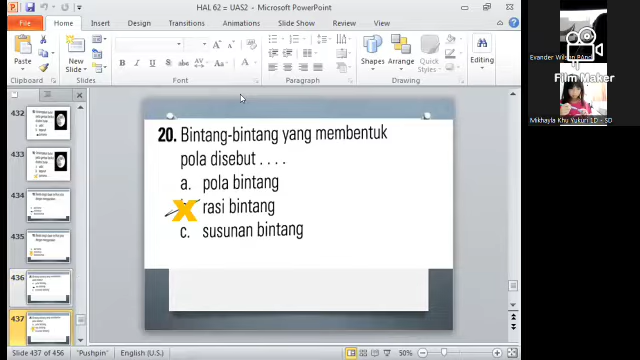 HAL 62 = UAS2 - Microsoft PowerPoint
File
Home
Insert
Design
Transitions
Animations
Slide Show
Review
View
Paste
New
Slide
B
I
U
S
abc
Shapes
Arrange
Quick
Styles
Editing
Clipboard
Slides
Font
Paragraph
Drawing
432
433
434
435
436
437
20. Bintang-bintang yang membentuk
pola disebut . . . .
a. pola bintang
rasi bintang
c. susunan bintang
Film Maker
Mikhayla Khu Yukuri 1D - SD
Slide 437 of 456
"Pushpin"
English (U.S.)
50%